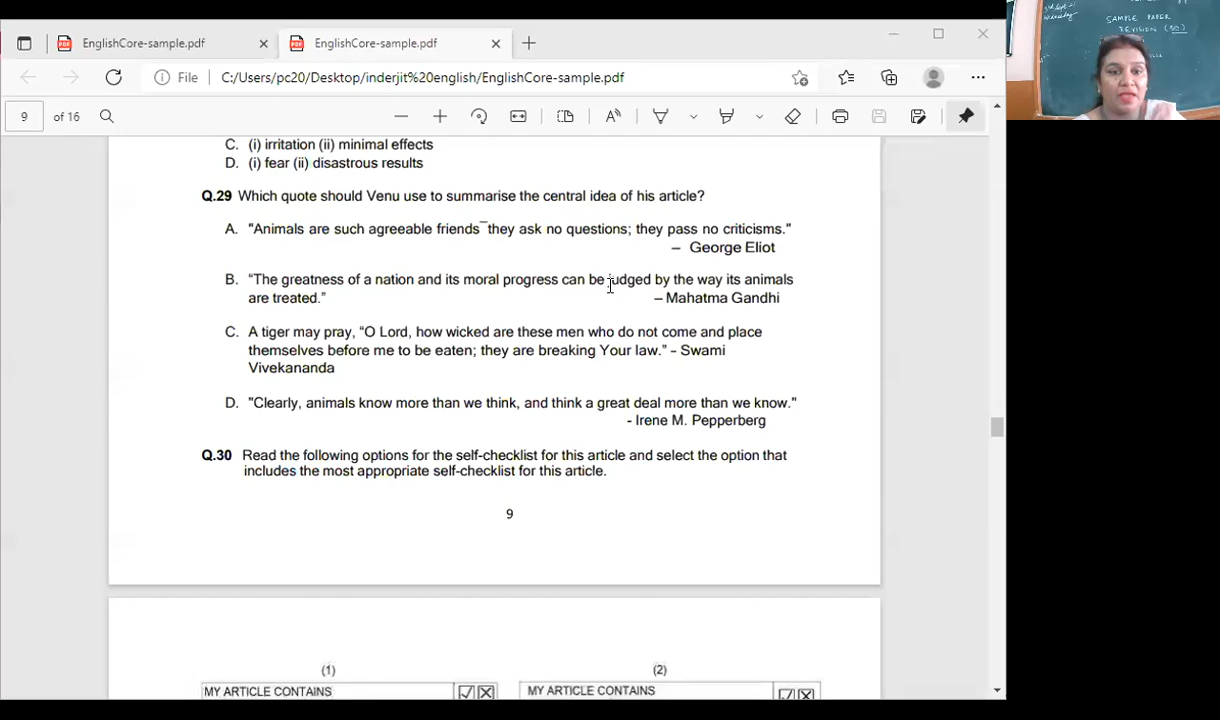 EnglishCore-sample.pdf
EnglishCore-sample.pdf
File C:/Users/pc20/Desktop/inderjit%20english/EnglishCore-sample.pdf
9 of 16
C. (i) irritation (ii) minimal effects
D. (i) fear (ii) disastrous results
Q.29 Which quote should Venu use to summarise the central idea of his article?
A. "Animals are such agreeable friends¯they ask no questions; they pass no criticisms."
– George Eliot
B. “The greatness of a nation and its moral progress can be judged by the way its animals
are treated.” – Mahatma Gandhi
C. A tiger may pray, “O Lord, how wicked are these men who do not come and place
themselves before me to be eaten; they are breaking Your law.” - Swami
Vivekananda
D. "Clearly, animals know more than we think, and think a great deal more than we know."
- Irene M. Pepperberg
Q.30 Read the following options for the self-checklist for this article and select the option that
includes the most appropriate self-checklist for this article.
9
(1) (2)
MY ARTICLE CONTAINS MY ARTICLE CONTAINS
Wednesday
SAMPLE PAPER
REVISION